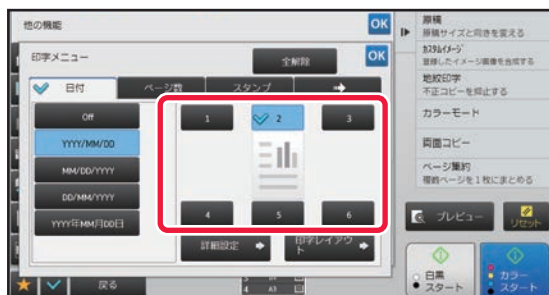 他の機能
OK
印字メニュー
全解除
OK
日付
ページ数
スタンプ
Off
YYYY/MM/DD
MM/DD/YYYY
DD/MM/YYYY
YYYY年MM月DD日
1
2
3
4
5
6
詳細設定
印字レイアウト
戻る
原稿
原稿サイズと向きを変える
カスタムイメージ
登録したイメージ画像を合成する
地紋印字
不正コピーを抑止する
カラーモード
両面コピー
ページ集約
複数ページを1枚にまとめる
プレビュー
リセット
白黒
スタート
カラー
スタート